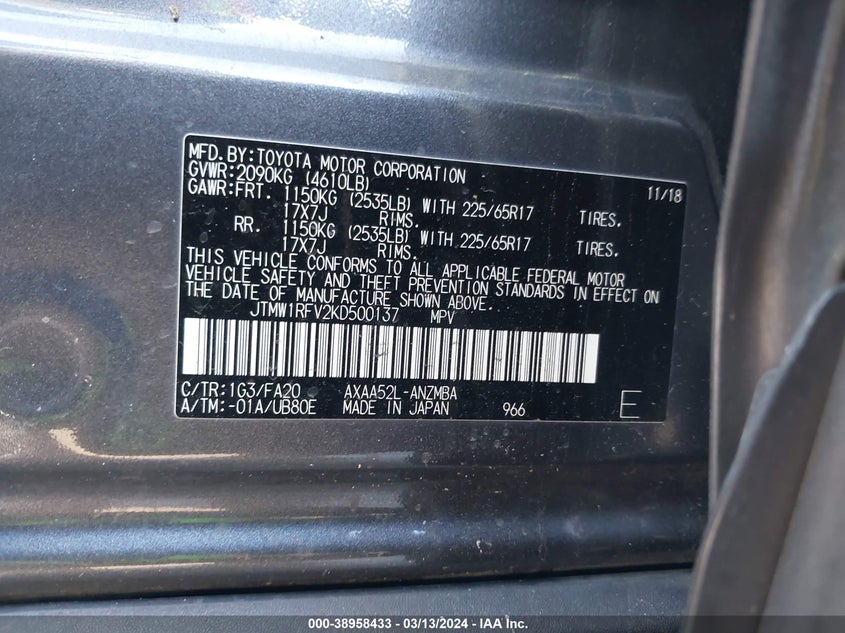 MFD. BY: TOYOTA MOTOR CORPORATION 11/18
GVWR: 2090KG (4610LB)
GAWR: FRT. 1150KG (2535LB) WITH 225/65R17 TIRES.
17X7J RIMS.
RR. 1150KG (2535LB) WITH 225/65R17 TIRES.
17X7J RIMS.
THIS VEHICLE CONFORMS TO ALL APPLICABLE FEDERAL MOTOR
VEHICLE SAFETY AND THEFT PREVENTION STANDARDS IN EFFECT ON
THE DATE OF MANUFACTURE SHOWN ABOVE.
JTMW1RFV2KD500137 MPV
C/TR: 1G3/FA20 AXAA52L-ANZMBA
A/TM: -01A/UB80E MADE IN JAPAN 966 E
000-38958433 - 03/13/2024 - IAA Inc.